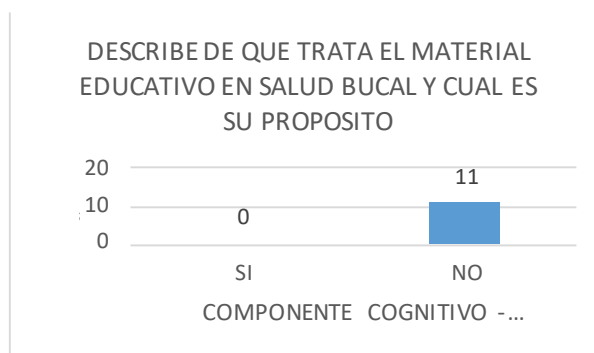 DESCRIBE DE QUE TRATA EL MATERIAL
EDUCATIVO EN SALUD BUCAL Y CUAL ES
SU PROPOSITO
20
11
10
0
0
SI
NO
COMPONENTE COGNITIVO -...